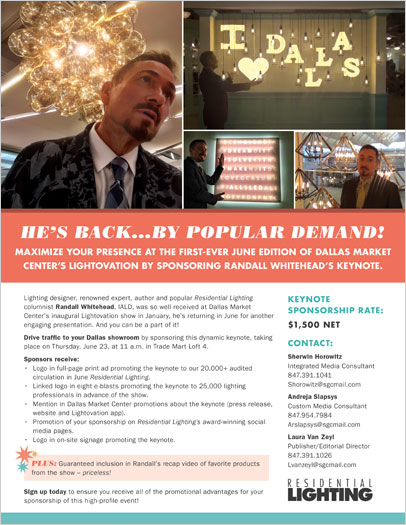 I
DALLAS
HE'S BACK...BY POPULAR DEMAND!
MAXIMIZE YOUR PRESENCE AT THE FIRST-EVER JUNE EDITION OF DALLAS MARKET
CENTER'S LIGHTOVATION BY SPONSORING RANDALL WHITEHEAD'S KEYNOTE.
Lighting designer, renowned expert, author and popular Residential Lighting
columnist Randall Whitehead, IALD, was so well received at Dallas Market
Center's inaugural Lightovation show in January, he's returning in June for another
engaging presentation. And you can be a part of it!
Drive traffic to your Dallas showroom by sponsoring this dynamic keynote, taking
place on Thursday, June 23, at 11 a.m. in Trade Mart Loft 4.
Sponsors receive:
• Logo in full-page print ad promoting the keynote to our 20,000+ audited
circulation in June Residential Lighting.
• Linked logo in eight e-blasts promoting the keynote to 25,000 lighting
professionals in advance of the show.
• Mention in Dallas Market Center promotions about the keynote (press release,
website and Lightovation app).
• Promotion of your sponsorship on Residential Lighting's award-winning social
media pages.
• Logo in on-site signage promoting the keynote.
PLUS: Guaranteed inclusion in Randall's recap video of favorite products
from the show – priceless!
Sign up today to ensure you receive all of the promotional advantages for your
sponsorship of this high-profile event!
KEYNOTE
SPONSORSHIP RATE:
$1,500 NET
CONTACT:
Sherwin Horowitz
Integrated Media Consultant
847.391.1041
Shorowitz@sgcmail.com
Andreja Slapsys
Custom Media Consultant
847.954.7984
Arslapsys@sgcmail.com
Laura Van Zeyl
Publisher/Editorial Director
847.391.1026
Lvanzeyl@sgcmail.com
RESIDENTIAL
LIGHTING